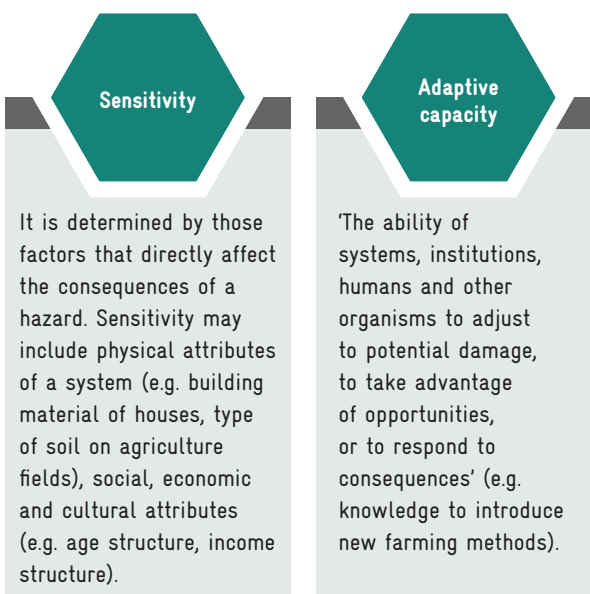 Sensitivity
It is determined by those
factors that directly affect
the consequences of a
hazard. Sensitivity may
include physical attributes
of a system (e.g. building
material of houses, type
of soil on agriculture
fields), social, economic
and cultural attributes
(e.g. age structure, income
structure).
Adaptive
capacity
‘The ability of
systems, institutions,
humans and other
organisms to adjust
to potential damage,
to take advantage
of opportunities,
or to respond to
consequences’ (e.g.
knowledge to introduce
new farming methods).